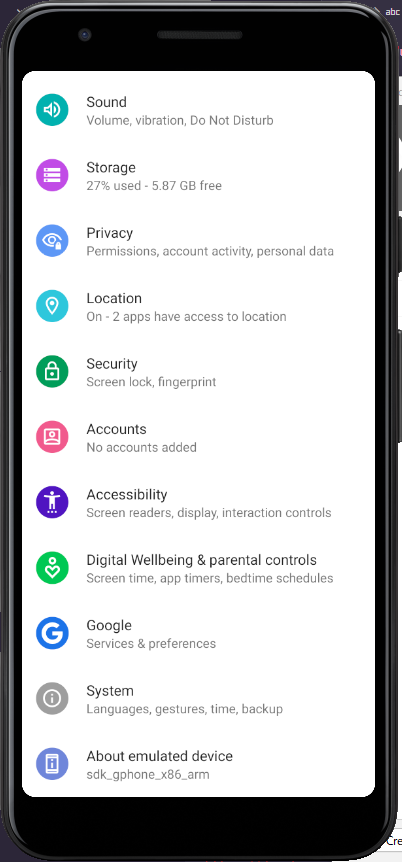 abc
Sound
Volume, vibration, Do Not Disturb
Storage
27% used - 5.87 GB free
Privacy
Permissions, account activity, personal data
Location
On - 2 apps have access to location
Security
Screen lock, fingerprint
Accounts
No accounts added
Accessibility
Screen readers, display, interaction controls
Digital Wellbeing & parental controls
Screen time, app timers, bedtime schedules
Google
Services & preferences
System
Languages, gestures, time, backup
About emulated device
sdk_gphone_x86_arm
Cre